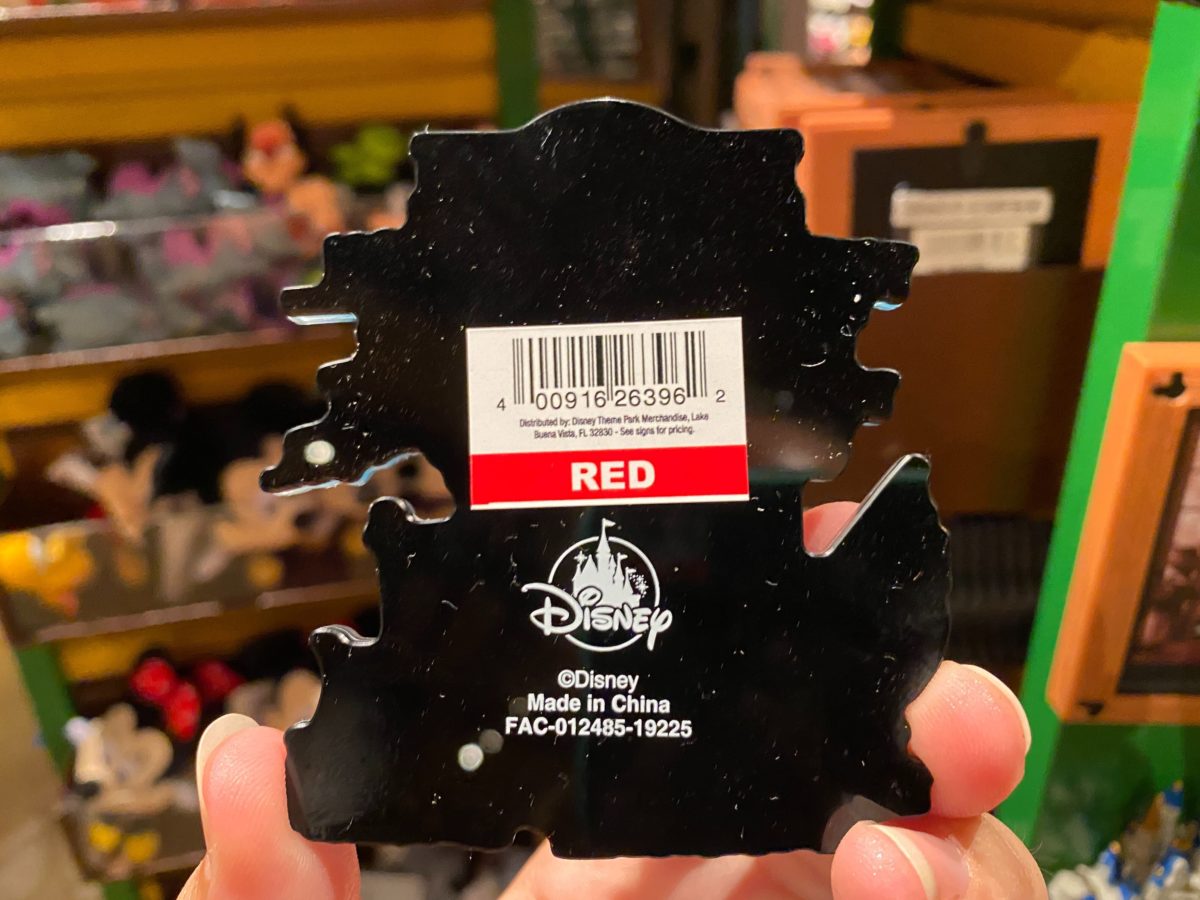 4 00916 26396 2
Distributed by: Disney Theme Park Merchandise, Lake
Buena Vista, FL 32830 - See signs for pricing.
RED
Disney
©Disney
Made in China
FAC-012485-19225